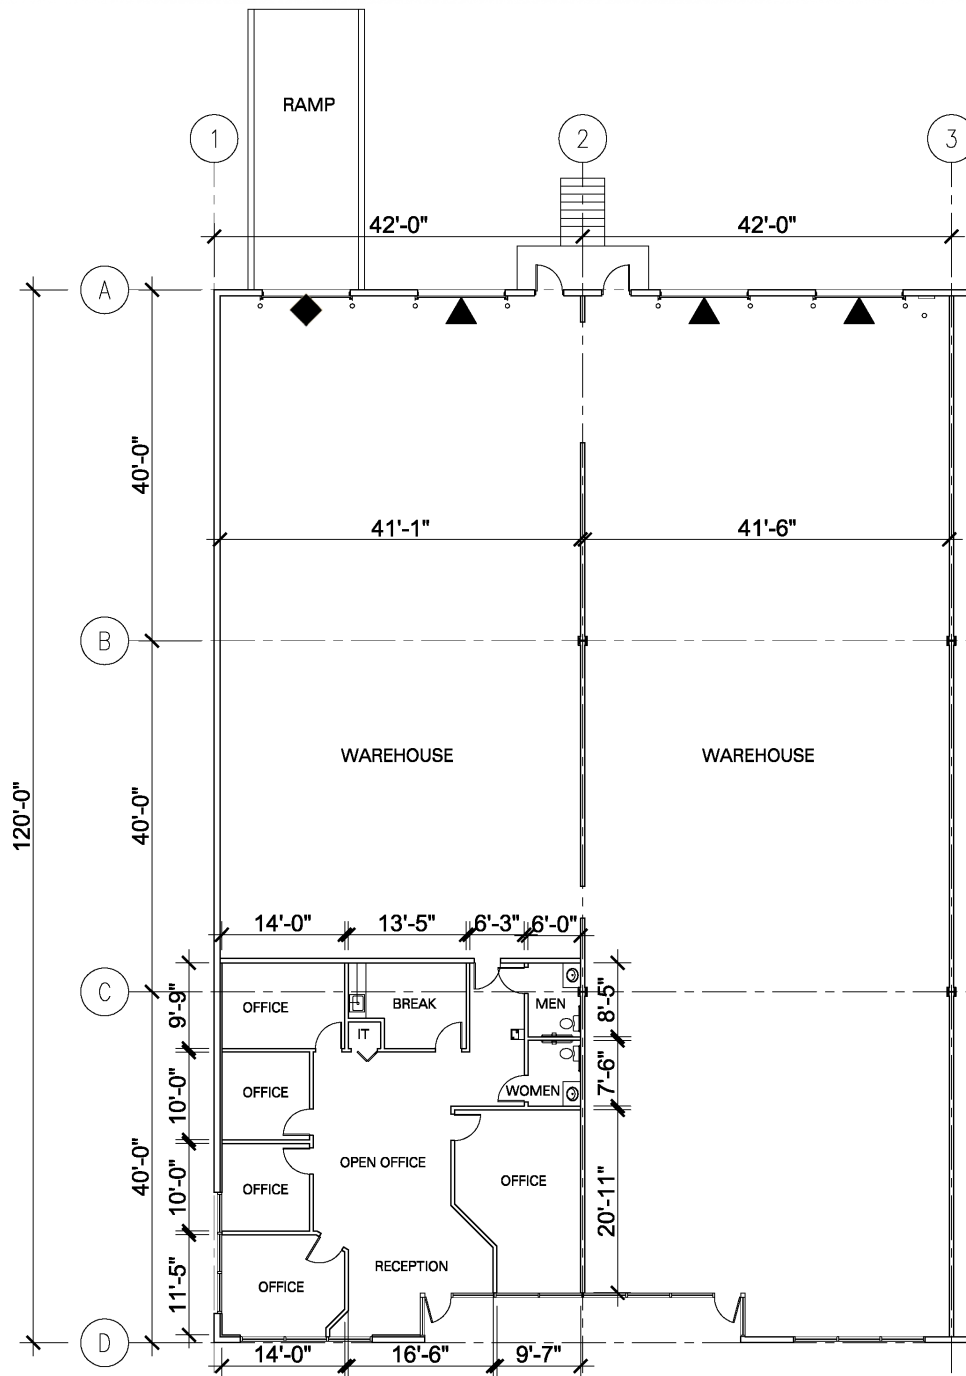 RAMP
1
2
3
42'-0"
42'-0"
A
40'-0"
41'-1"
41'-6"
B
WAREHOUSE
WAREHOUSE
120'-0"
40'-0"
14'-0"
13'-5"
6'-3"
6'-0"
C
9'-9"
OFFICE
BREAK
MEN
8'-5"
IT
10'-0"
OFFICE
WOMEN
7'-6"
40'-0"
OPEN OFFICE
10'-0"
OFFICE
OFFICE
20'-11"
RECEPTION
11'-5"
OFFICE
D
14'-0"
16'-6"
9'-7"